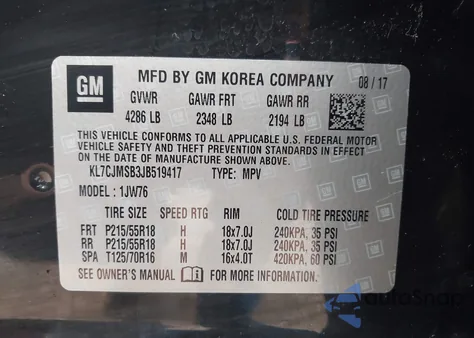 GM
MFD BY GM KOREA COMPANY 08 / 17
GVWR GAWR FRT GAWR RR
4286 LB 2348 LB 2194 LB
THIS VEHICLE CONFORMS TO ALL APPLICABLE U.S. FEDERAL MOTOR
VEHICLE SAFETY AND THEFT PREVENTION STANDARDS IN EFFECT ON THE
DATE OF MANUFACTURE SHOWN ABOVE.
KL7CJMSB3JB519417 TYPE: MPV
MODEL: 1JW76
TIRE SIZE SPEED RTG RIM COLD TIRE PRESSURE
FRT P215/55R18 H 18x7.0J 240KPA, 35 PSI
RR P215/55R18 H 18x7.0J 240KPA, 35 PSI
SPA T125/70R16 M 16x4.0T 420KPA, 60 PSI
SEE OWNER'S MANUAL FOR MORE INFORMATION.
autoSnap